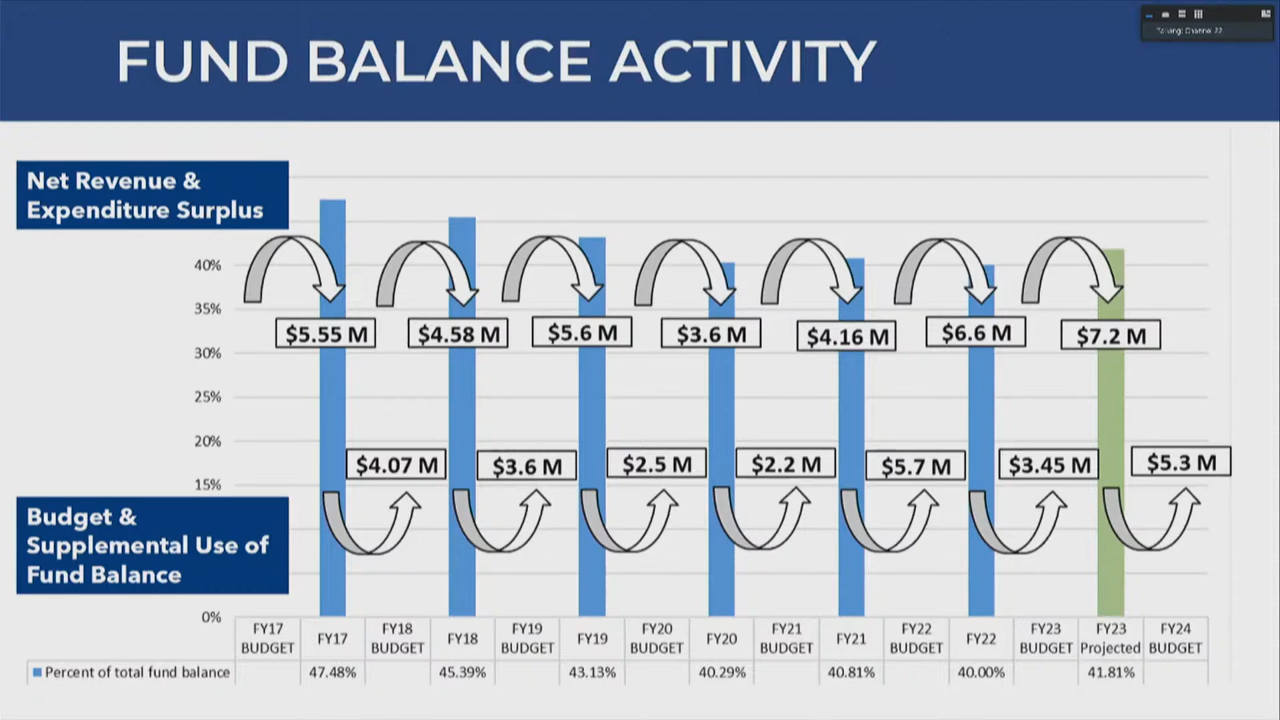 FUND BALANCE ACTIVITY
Net Revenue &
Expenditure Surplus
40%
35%
$5.55 M $4.58 M $5.6 M $3.6 M $4.16 M $6.6 M $7.2 M
30%
25%
20%
$4.07 M $3.6 M $2.5 M $2.2 M $5.7 M $3.45 M $5.3 M
15%
Budget &
Supplemental Use of
Fund Balance
0%
FY17 BUDGET FY17 FY18 BUDGET FY18 FY19 BUDGET FY19 FY20 BUDGET FY20 FY21 BUDGET FY21 FY22 BUDGET FY22 FY23 BUDGET FY23 Projected FY24 BUDGET
Percent of total fund balance 47.48% 45.39% 43.13% 40.29% 40.81% 40.00% 41.81%